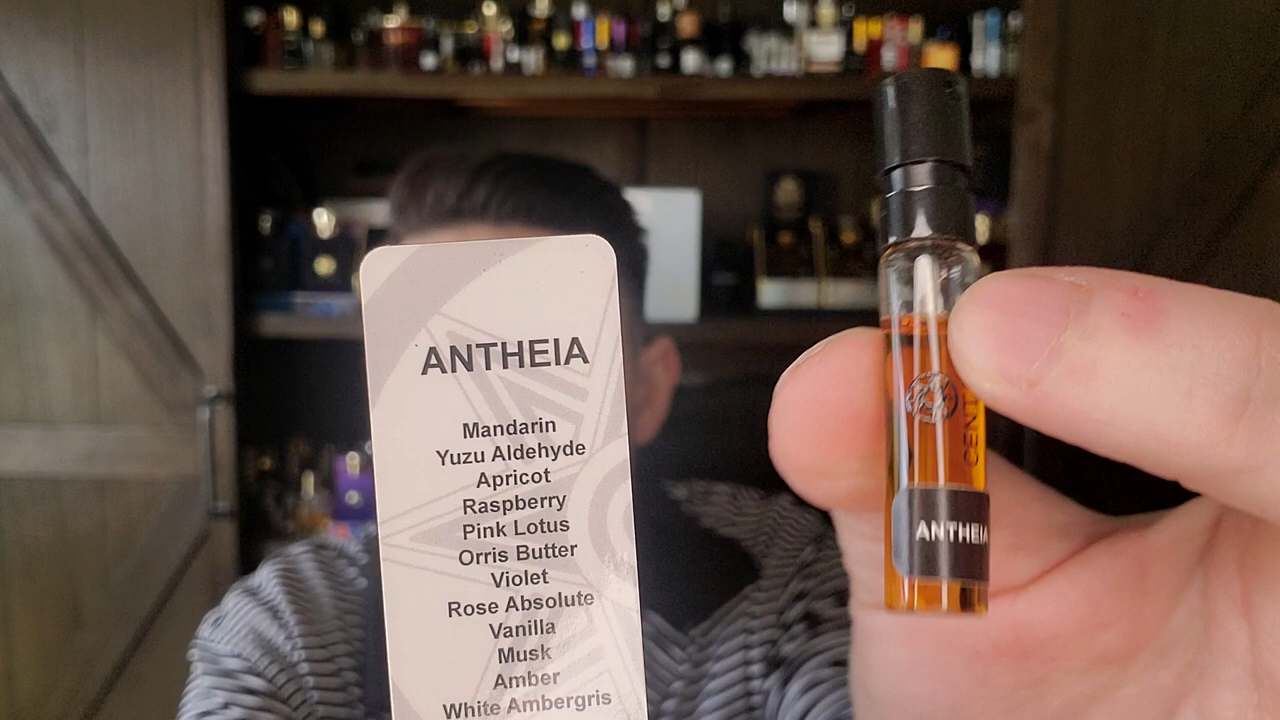 ANTHEIA
Mandarin
Yuzu Aldehyde
Apricot
Raspberry
Pink Lotus
Orris Butter
Violet
Rose Absolute
Vanilla
Musk
Amber
White Ambergris
CENT
ANTHEIA